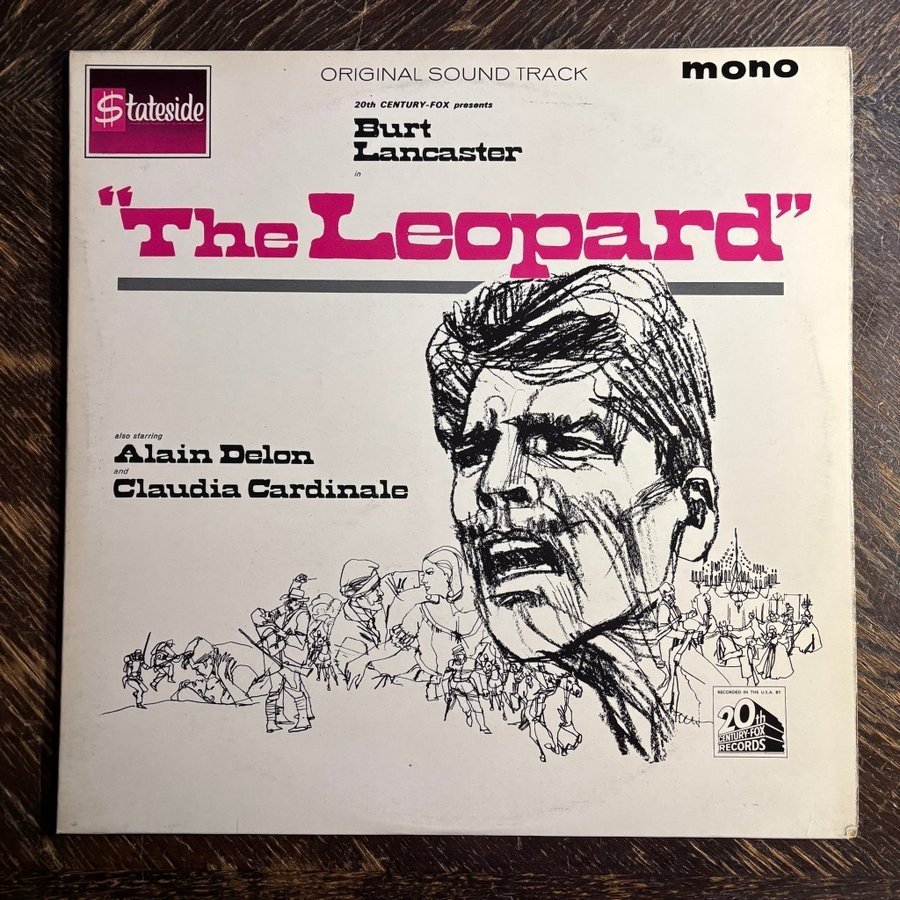 ORIGINAL SOUND TRACK
mono
$tateside
20th CENTURY-FOX presents
Burt
Lancaster
in
"The Leopard"
also starring
Alain Delon
and
Claudia Cardinale
RECORDED IN THE U.S.A. BY
20th
CENTURY-FOX
RECORDS